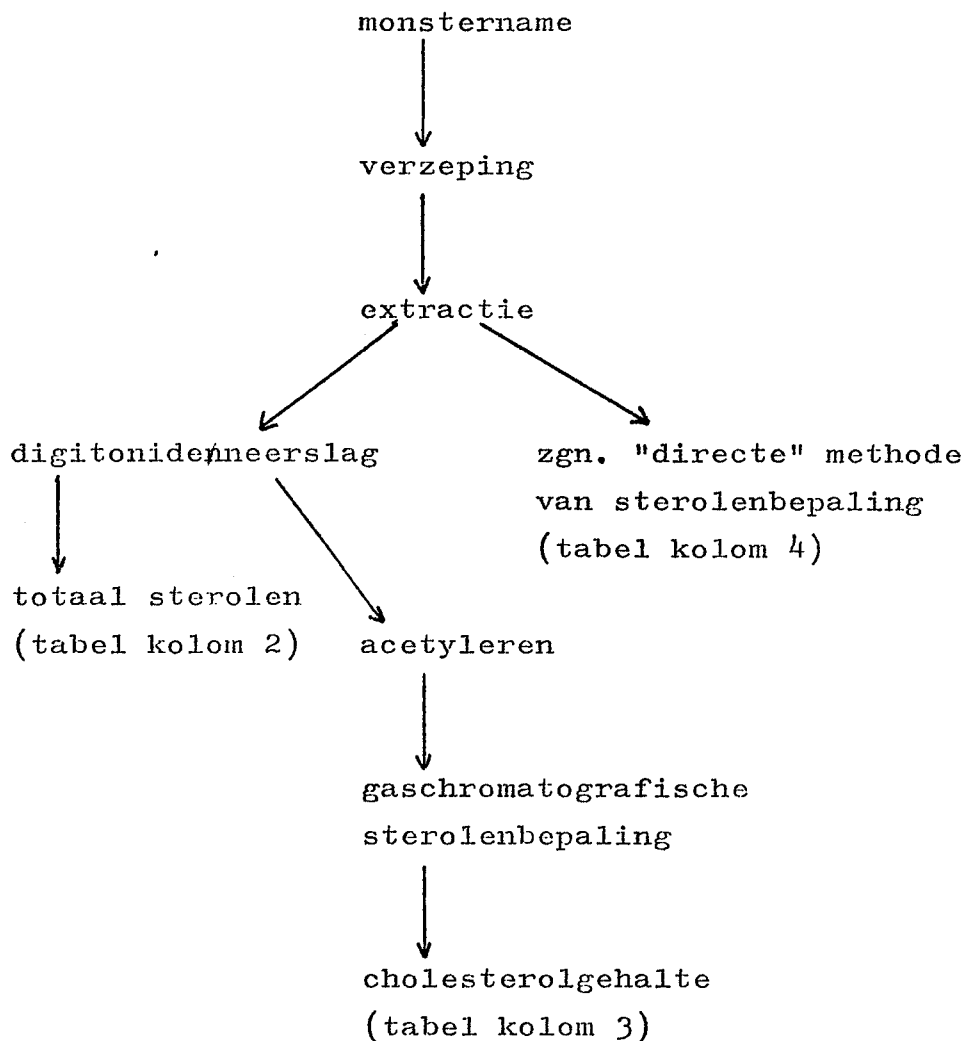 monstername
verzeping
extractie
digitonideneerslag
zgn. "directe" methode
van sterolenbepaling
(tabel kolom 4)
totaal sterolen
(tabel kolom 2)
acetyleren
gaschromatografische
sterolenbepaling
cholesterolgehalte
(tabel kolom 3)